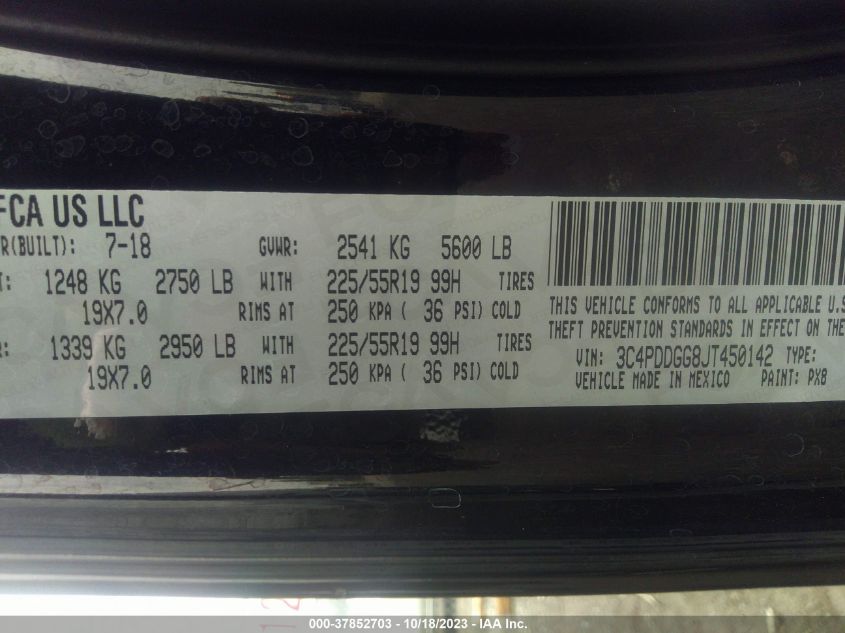 FCA US LLC
R(BUILT): 7-18 GVWR: 2541 KG 5600 LB
T: 1248 KG 2750 LB WITH 225/55R19 99H TIRES
19X7.0 RIMS AT 250 KPA ( 36 PSI) COLD
R: 1339 KG 2950 LB WITH 225/55R19 99H TIRES
19X7.0 RIMS AT 250 KPA ( 36 PSI) COLD
THIS VEHICLE CONFORMS TO ALL APPLICABLE U.S
THEFT PREVENTION STANDARDS IN EFFECT ON THE
VIN: 3C4PDDGG8JT450142 TYPE:
VEHICLE MADE IN MEXICO PAINT: PX8
000-37852703 - 10/18/2023 - IAA Inc.